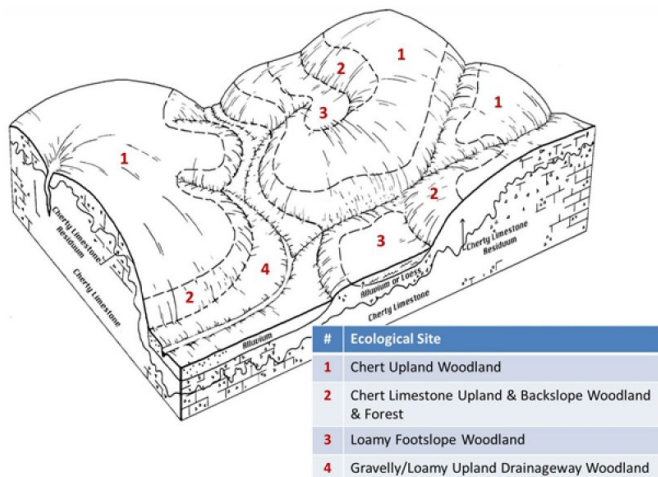 1
2
1
3
1
1
2
3
4
2
Cherty Limestone
Residuum
Cherty Limestone
Cherty Limestone
Residuum
Alluvium or Loess
Cherty Limestone
Alluvium
# Ecological Site
1 Chert Upland Woodland
2 Chert Limestone Upland & Backslope Woodland
& Forest
3 Loamy Footslope Woodland
4 Gravelly/Loamy Upland Drainageway Woodland